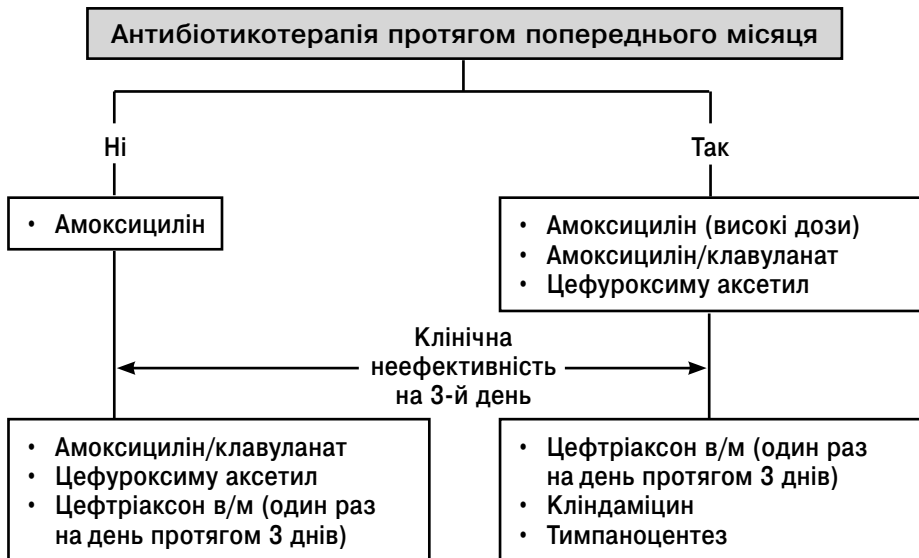 Антибіотикотерапія протягом попереднього місяця
Ні
Так
• Амоксицилін
• Амоксицилін (високі дози)
• Амоксицилін/клавуланат
• Цефуроксиму аксетил
Клінічна
неефективність
на 3-й день
• Амоксицилін/клавуланат
• Цефуроксиму аксетил
• Цефтріаксон в/м (один раз
на день протягом 3 днів)
• Цефтріаксон в/м (один раз
на день протягом 3 днів)
• Кліндаміцин
• Тимпаноцентез